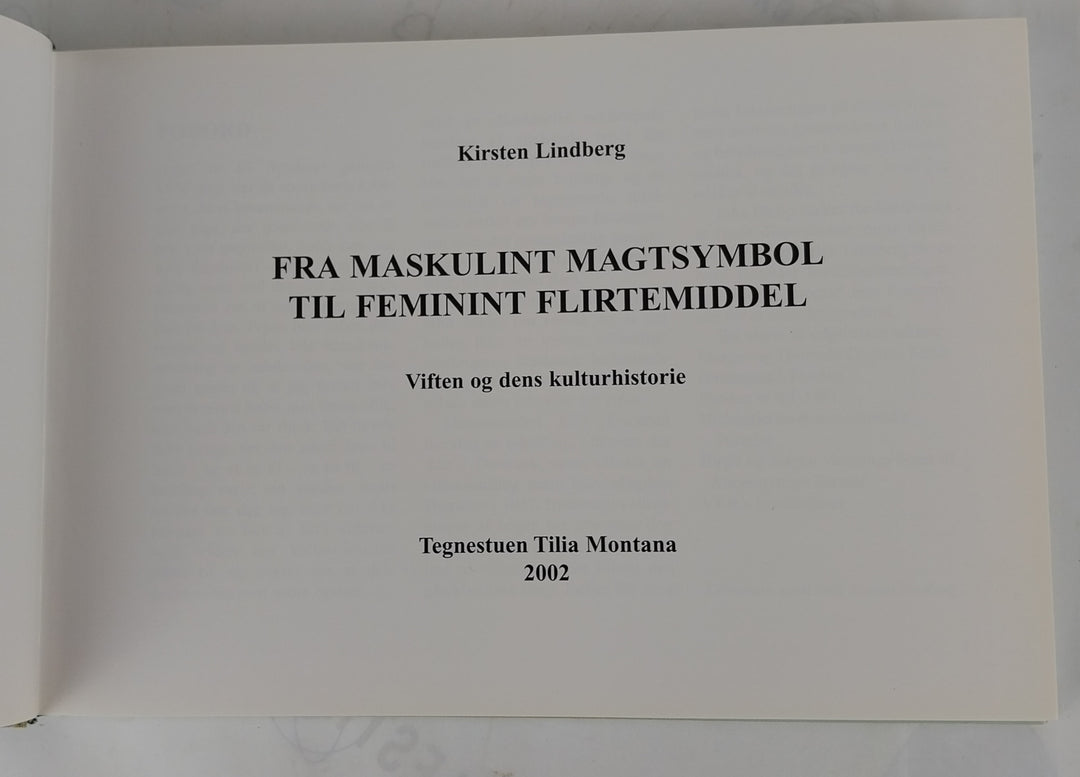 Kirsten Lindberg
FRA MASKULINT MAGTSYMBOL
TIL FEMININT FLIRTEMIDDEL
Viften og dens kulturhistorie
Tegnestuen Tilia Montana
2002